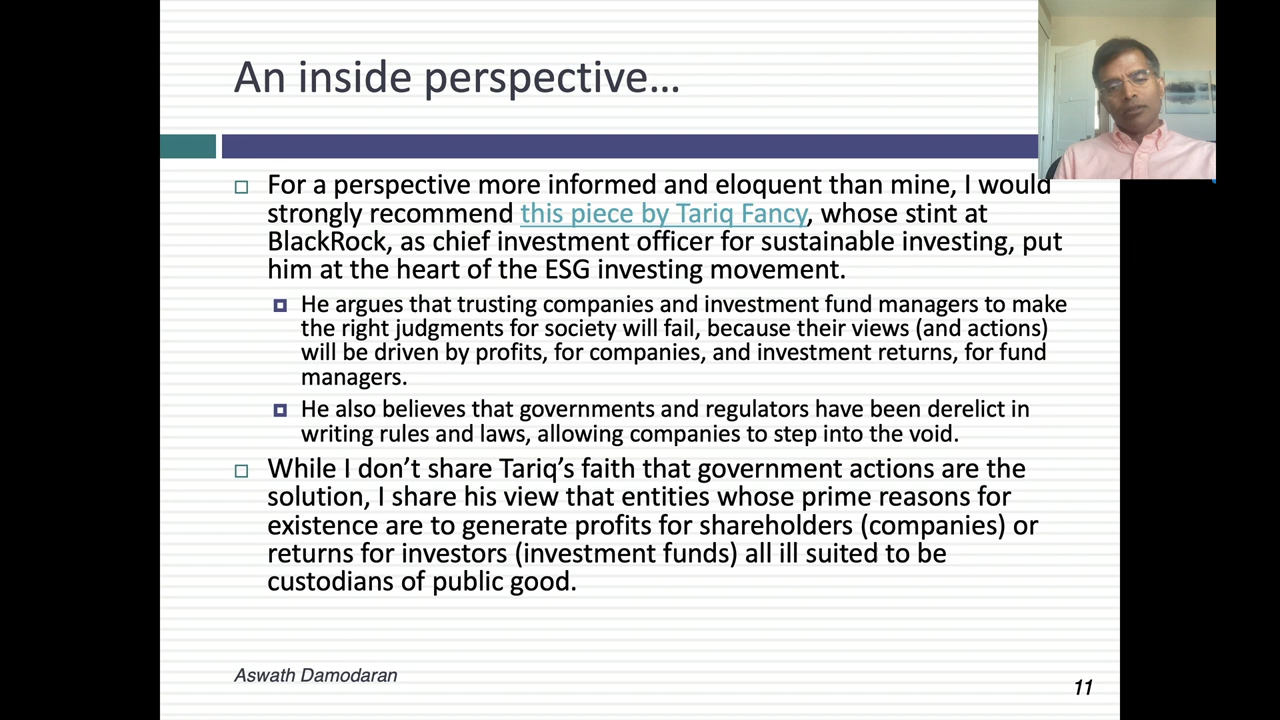 An inside perspective…
For a perspective more informed and eloquent than mine, I would
strongly recommend this piece by Tariq Fancy, whose stint at
BlackRock, as chief investment officer for sustainable investing, put
him at the heart of the ESG investing movement.
He argues that trusting companies and investment fund managers to make
the right judgments for society will fail, because their views (and actions)
will be driven by profits, for companies, and investment returns, for fund
managers.
He also believes that governments and regulators have been derelict in
writing rules and laws, allowing companies to step into the void.
While I don’t share Tariq’s faith that government actions are the
solution, I share his view that entities whose prime reasons for
existence are to generate profits for shareholders (companies) or
returns for investors (investment funds) all ill suited to be
custodians of public good.
Aswath Damodaran
11